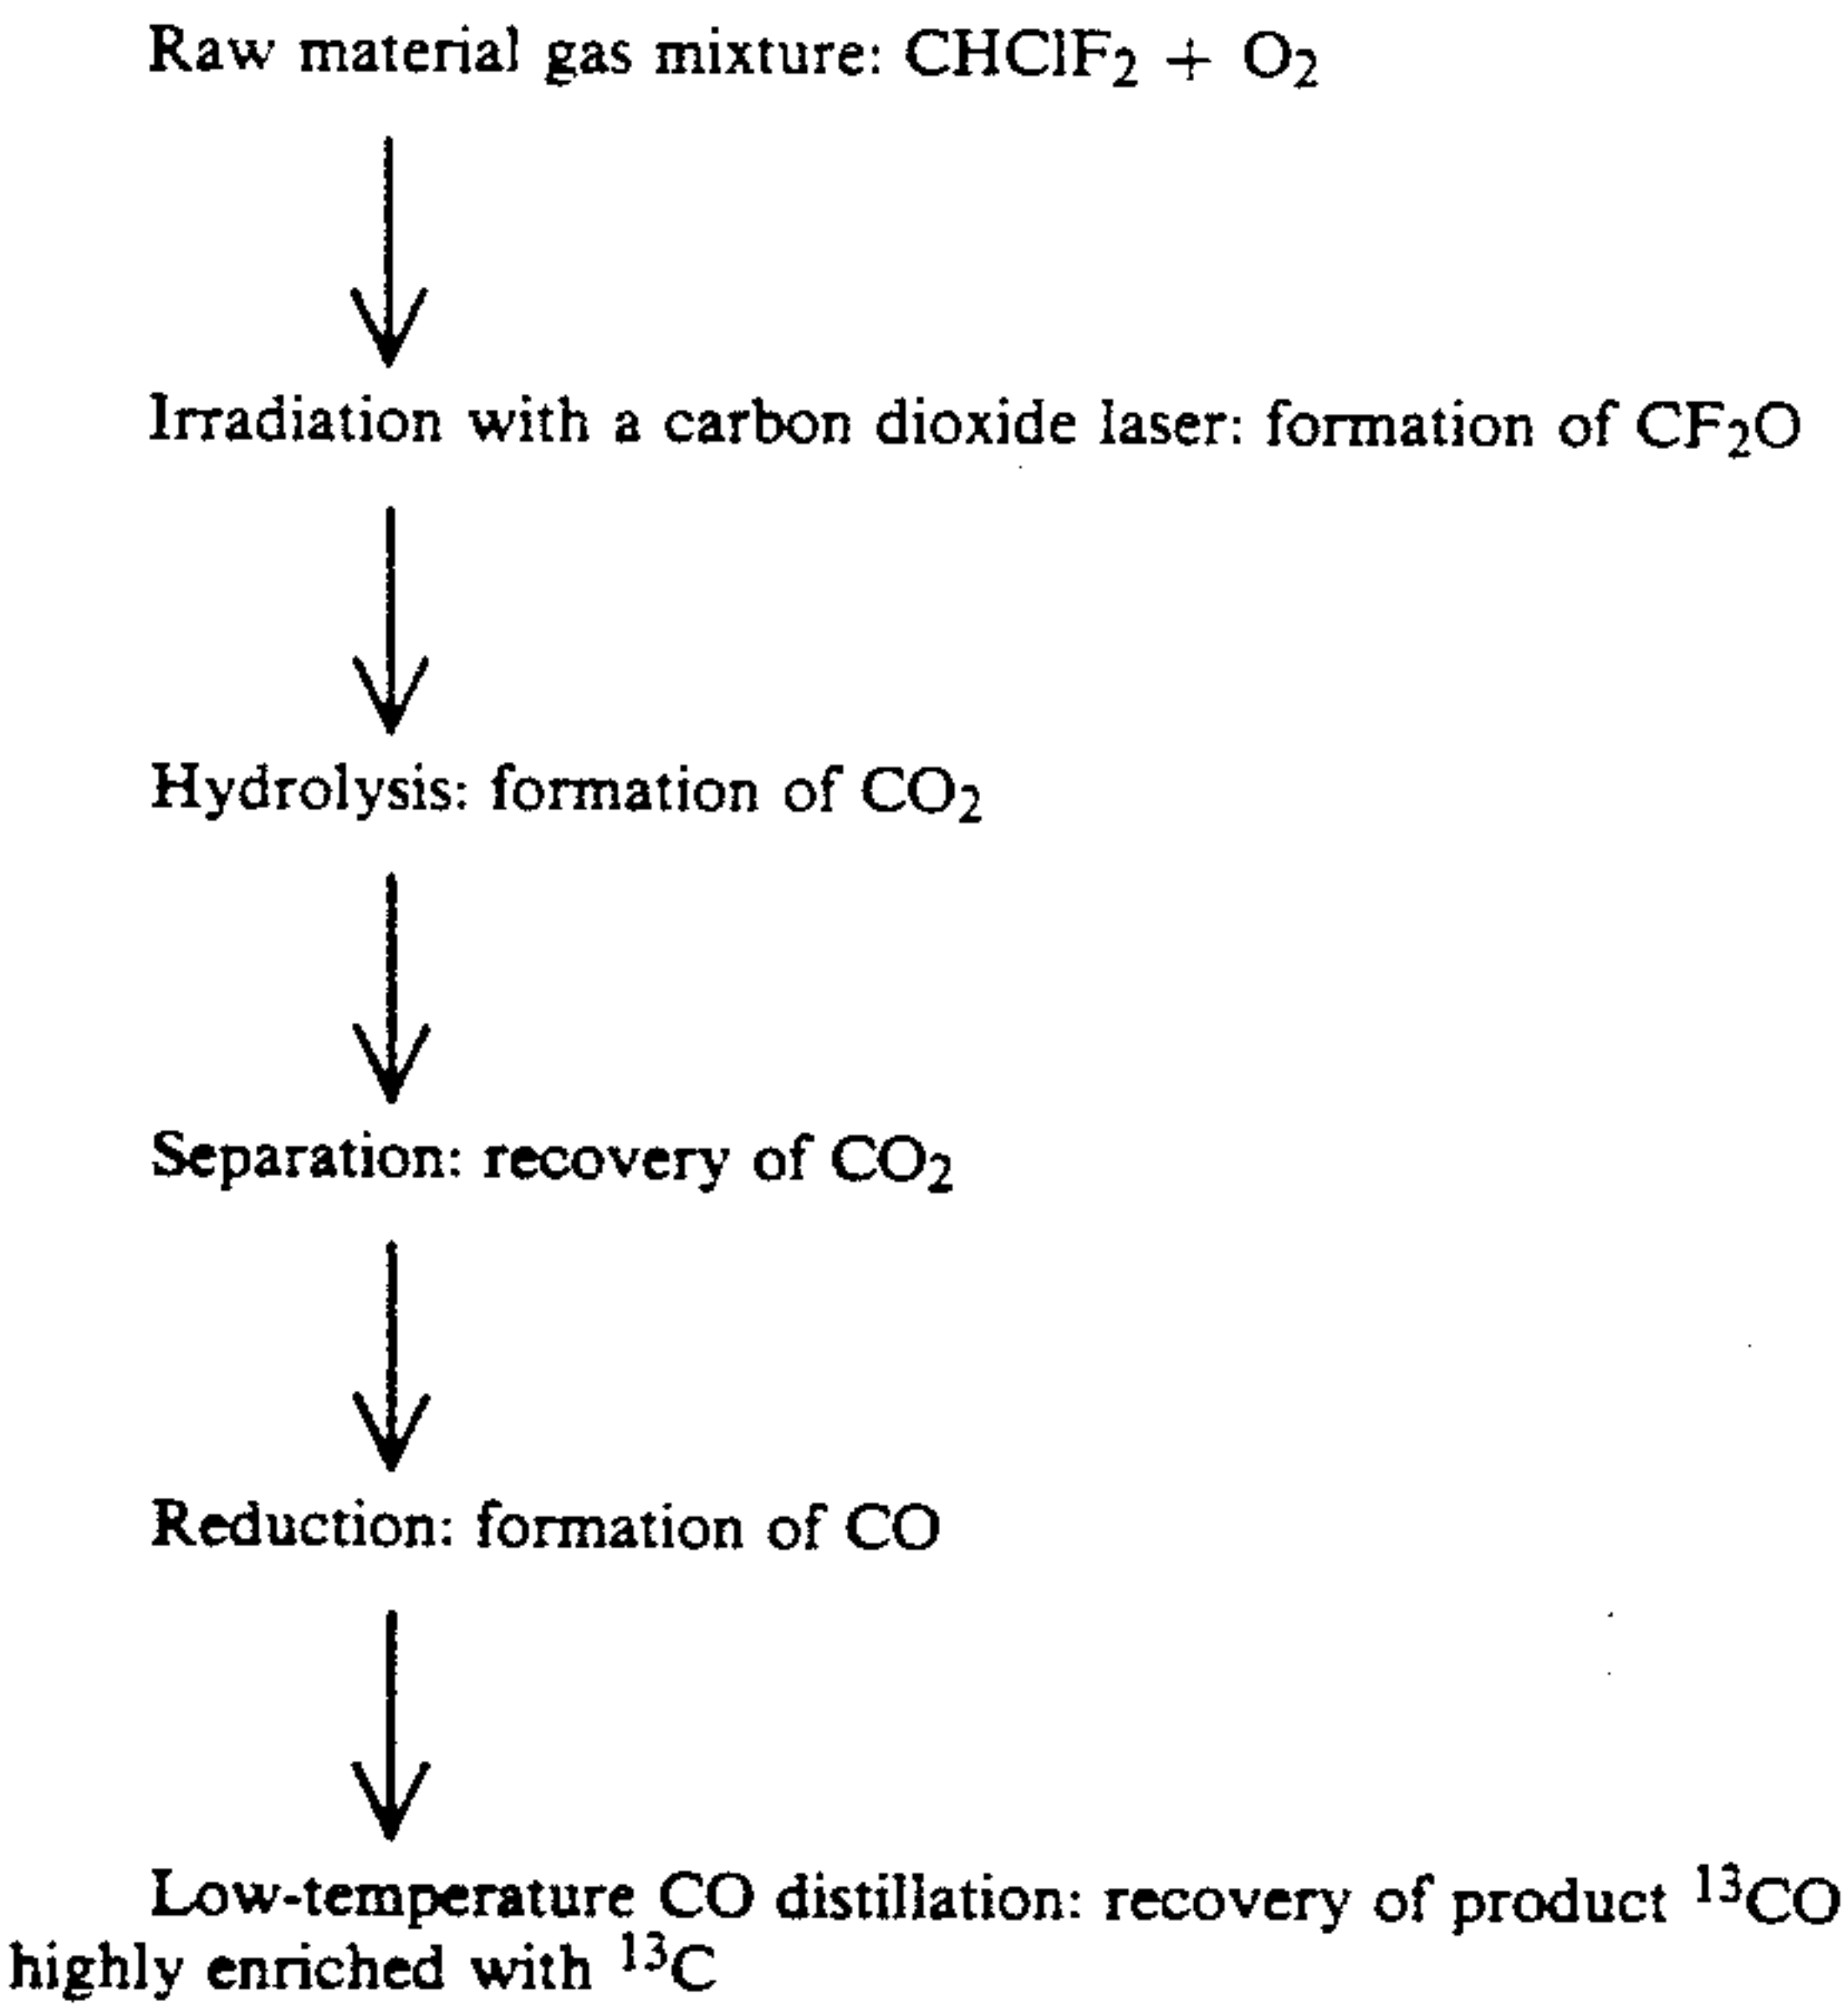 Raw material gas mixture: CHClF₂ + O₂
Irradiation with a carbon dioxide laser: formation of CF₂O
Hydrolysis: formation of CO₂
Separation: recovery of CO₂
Reduction: formation of CO
Low-temperature CO distillation: recovery of product ¹³CO
highly enriched with ¹³C